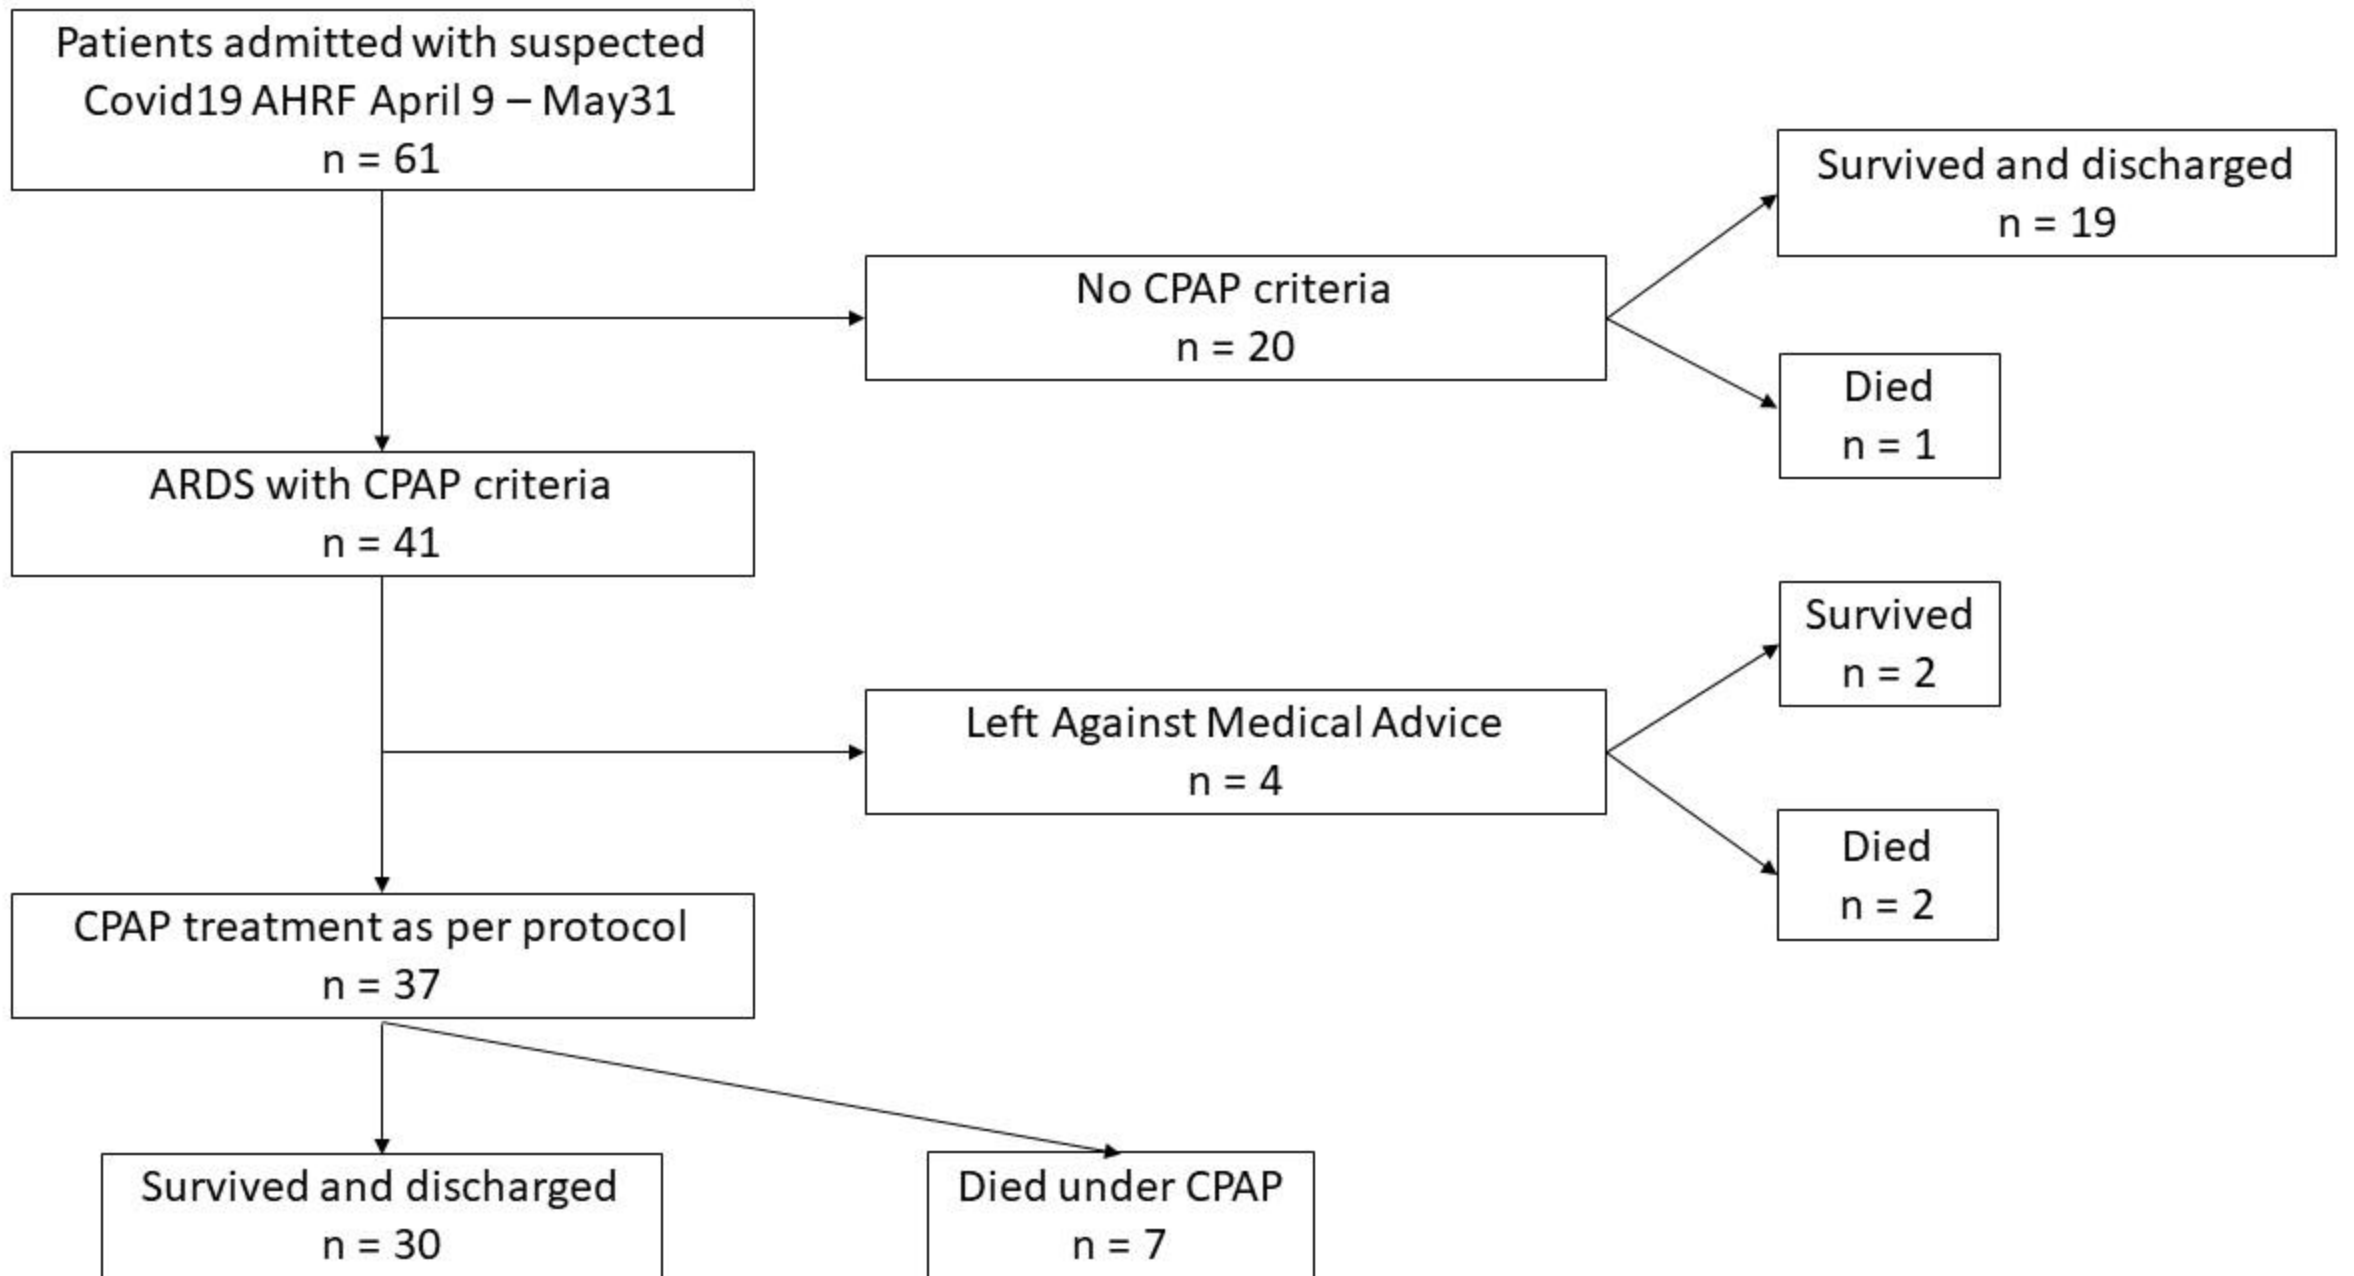 Patients admitted with suspected
Covid19 AHRF April 9 – May31
n = 61
Survived and discharged
n = 19
No CPAP criteria
n = 20
Died
n = 1
ARDS with CPAP criteria
n = 41
Survived
n = 2
Left Against Medical Advice
n = 4
Died
n = 2
CPAP treatment as per protocol
n = 37
Survived and discharged
n = 30
Died under CPAP
n = 7